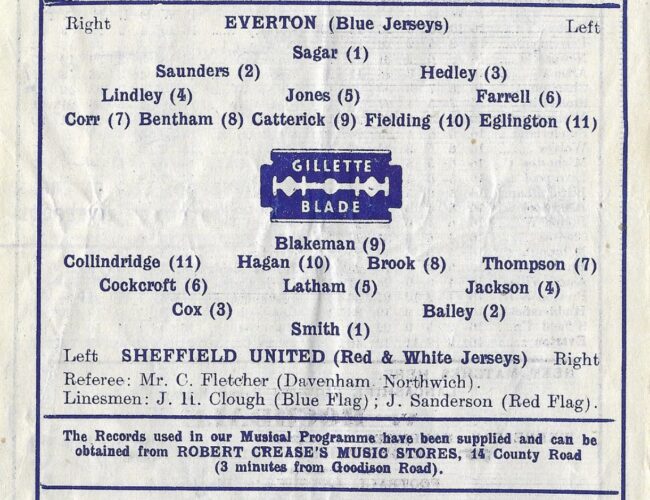 Right EVERTON (Blue Jerseys) Left
Sagar (1)
Saunders (2) Hedley (3)
Lindley (4) Jones (5) Farrell (6)
Corr (7) Bentham (8) Catterick (9) Fielding (10) Eglington (11)
GILLETTE
BLADE
Blakeman (9)
Collindridge (11) Hagan (10) Brook (8) Thompson (7)
Cockcroft (6) Latham (5) Jackson (4)
Cox (3) Bailey (2)
Smith (1)
Left SHEFFIELD UNITED (Red & White Jerseys) Right
Referee: Mr. C. Fletcher (Davenham Northwich).
Linesmen: J. H. Clough (Blue Flag); J. Sanderson (Red Flag).
The Records used in our Musical Programme have been supplied and can be
obtained from ROBERT CREASE'S MUSIC STORES, 14 County Road
(3 minutes from Goodison Road).